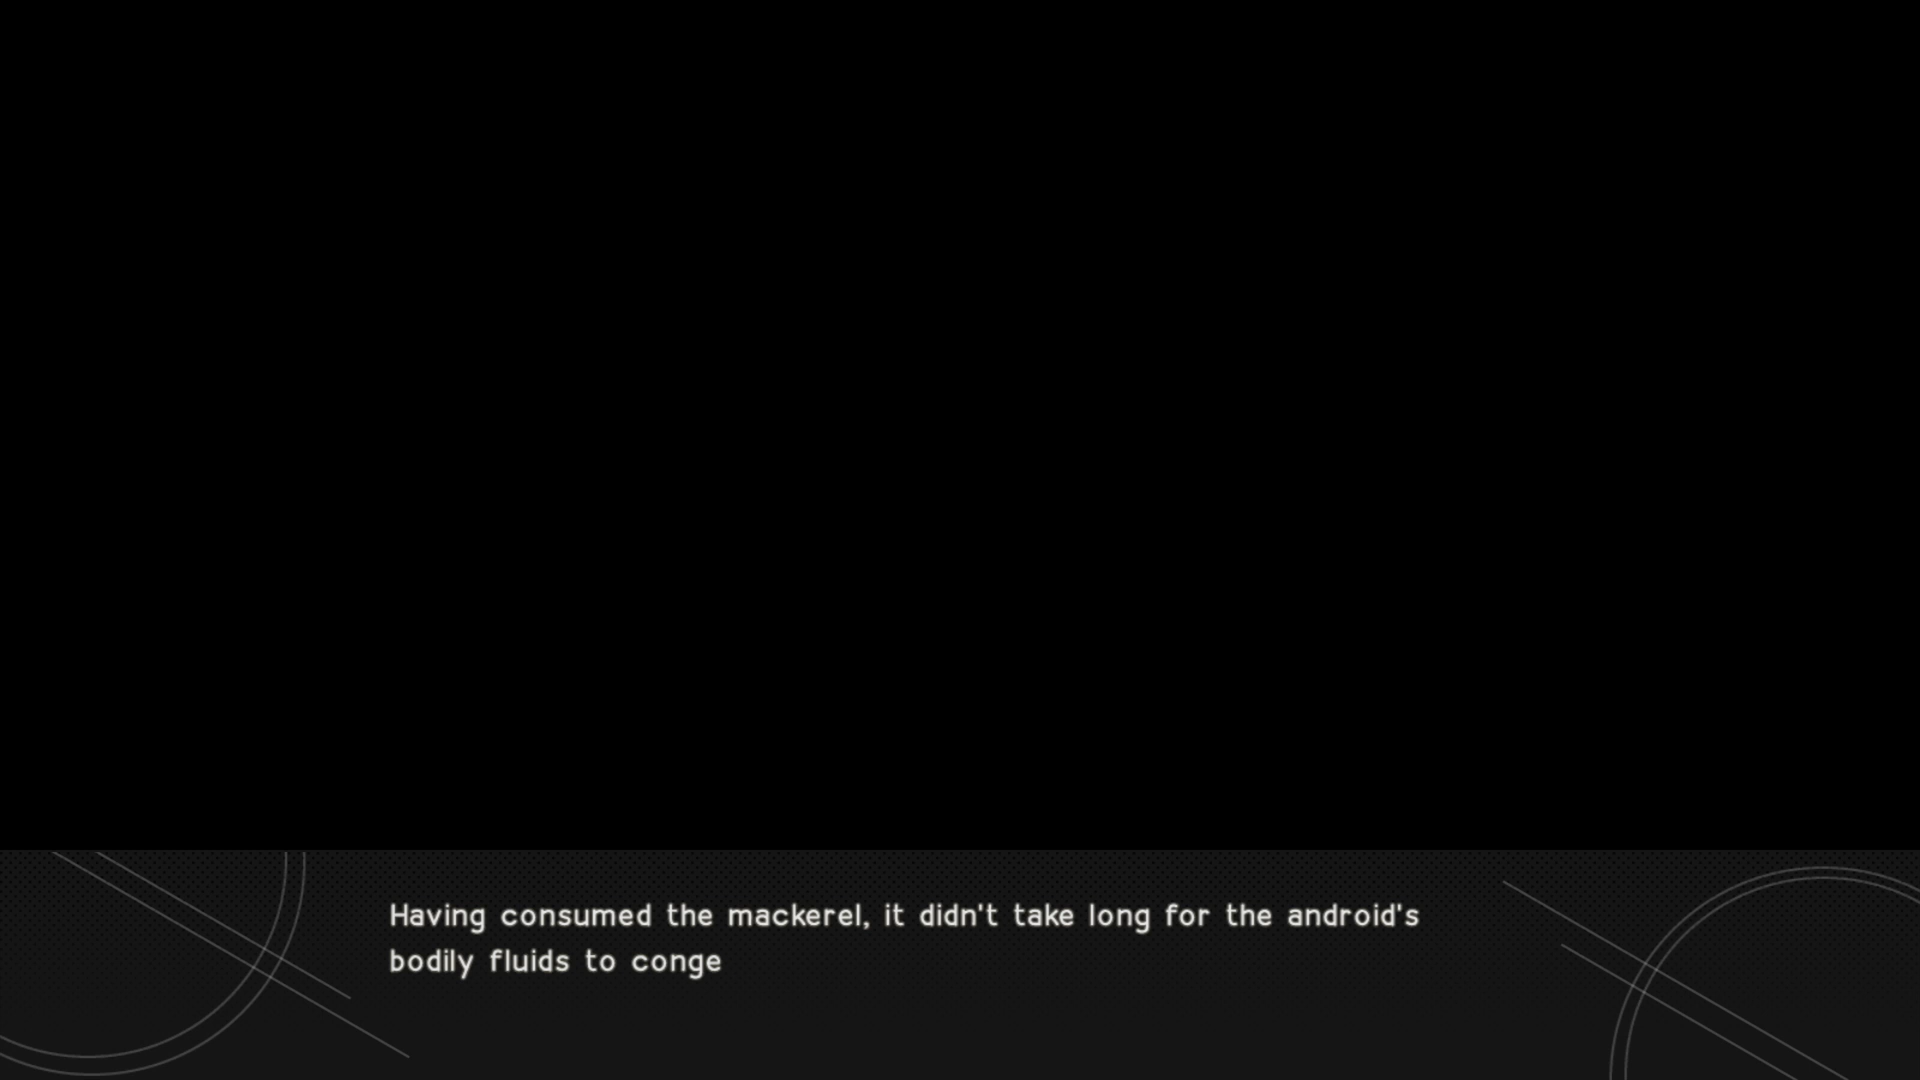 Having consumed the mackerel, it didn't take long for the android's
bodily fluids to conge